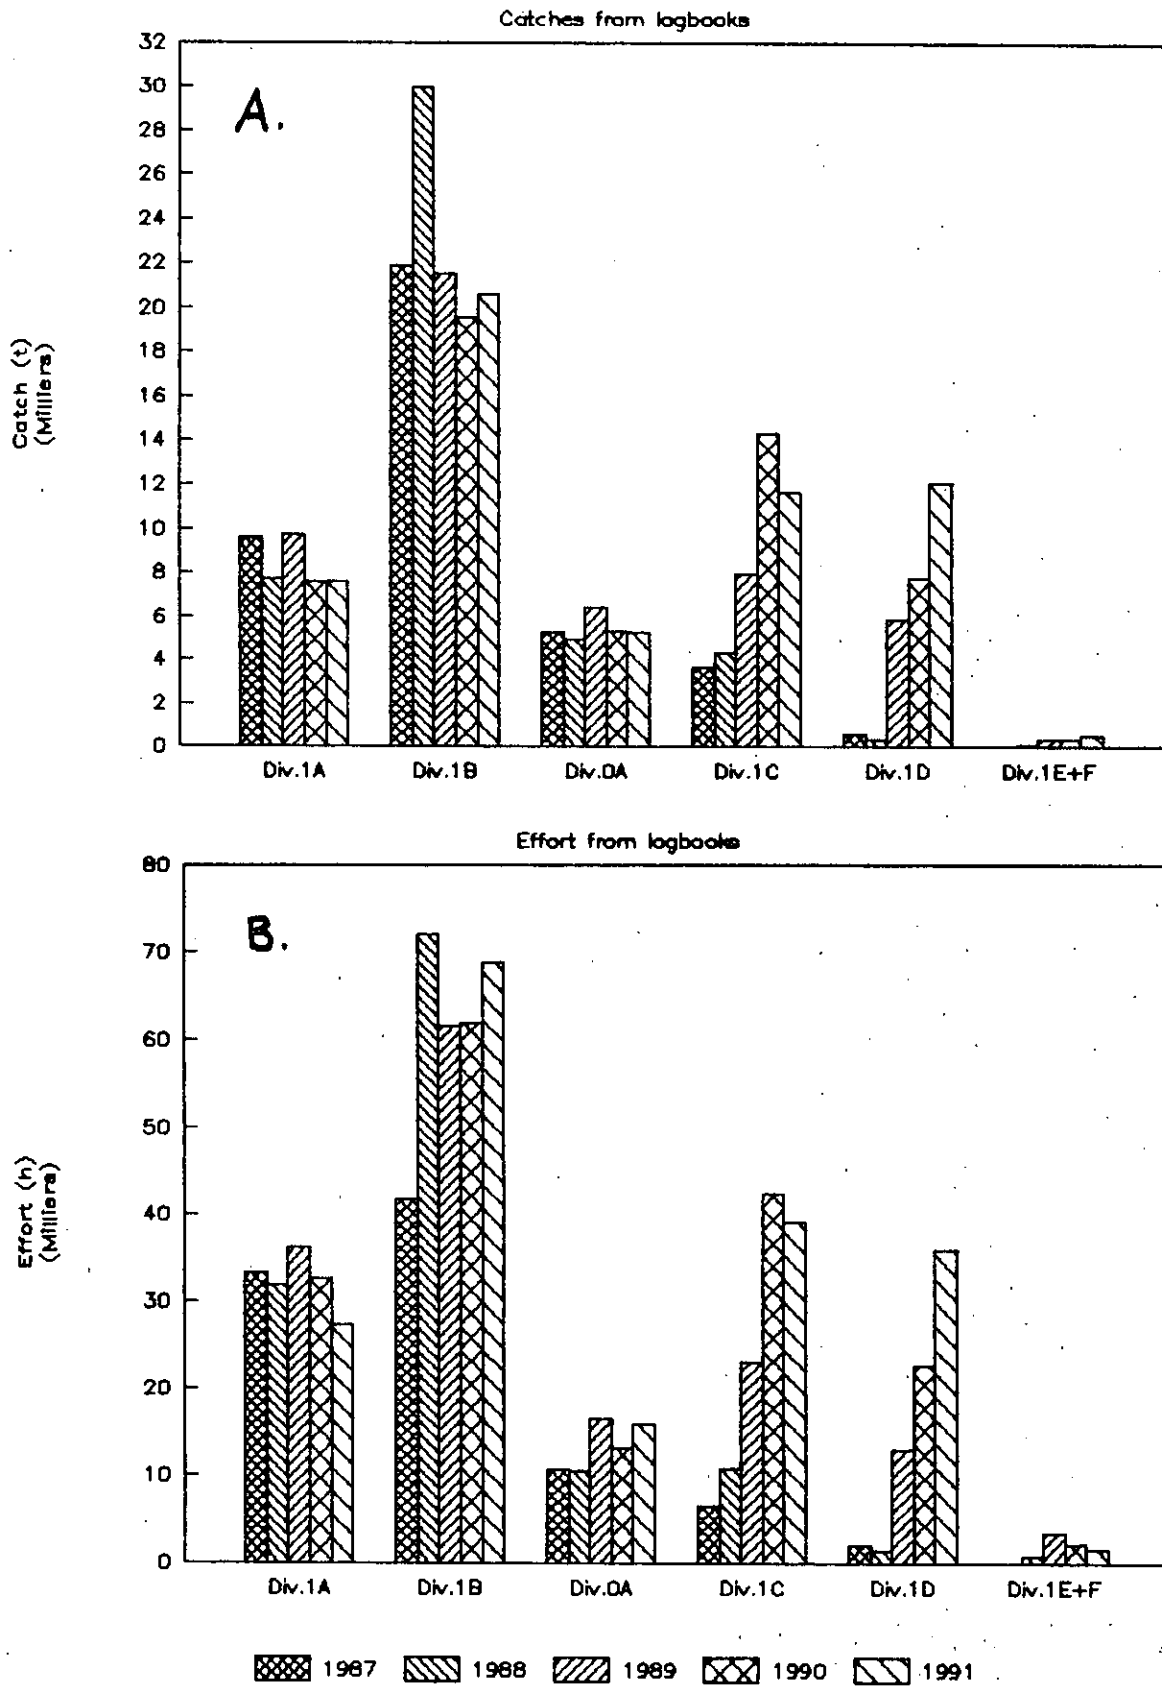 Catches from logbooks
A.
Catch (t)
(Milliers)
32
30
28
26
24
22
20
18
16
14
12
10
8
6
4
2
0
Div.1A Div.1B Div.0A Div.1C Div.1D Div.1E+F
Effort from logbooks
B.
Effort (h)
(Milliers)
80
70
60
50
40
30
20
10
0
Div.1A Div.1B Div.0A Div.1C Div.1D Div.1E+F
1987 1988 1989 1990 1991